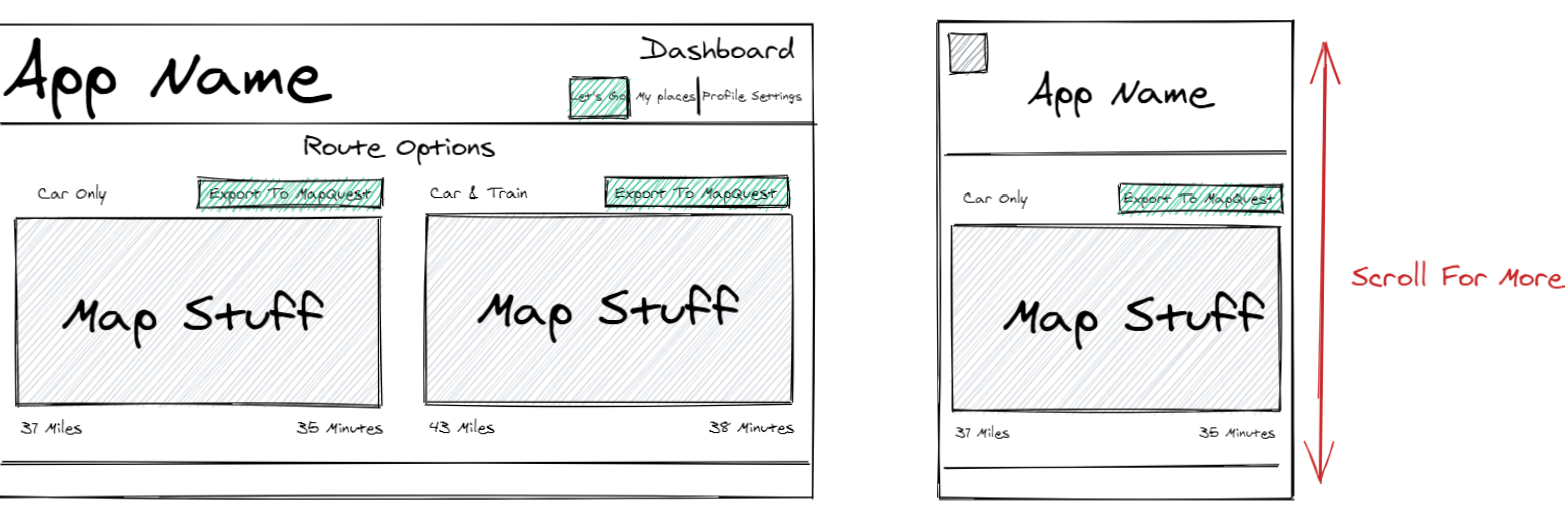 App Name
Dashboard
Let's Go My places Profile Settings
Route Options
Car Only Export To MapQuest
Map Stuff
37 Miles 35 Minutes
Car & Train Export To MapQuest
Map Stuff
43 Miles 38 Minutes
App Name
Car Only Export To MapQuest
Map Stuff
37 Miles 35 Minutes
Scroll For More